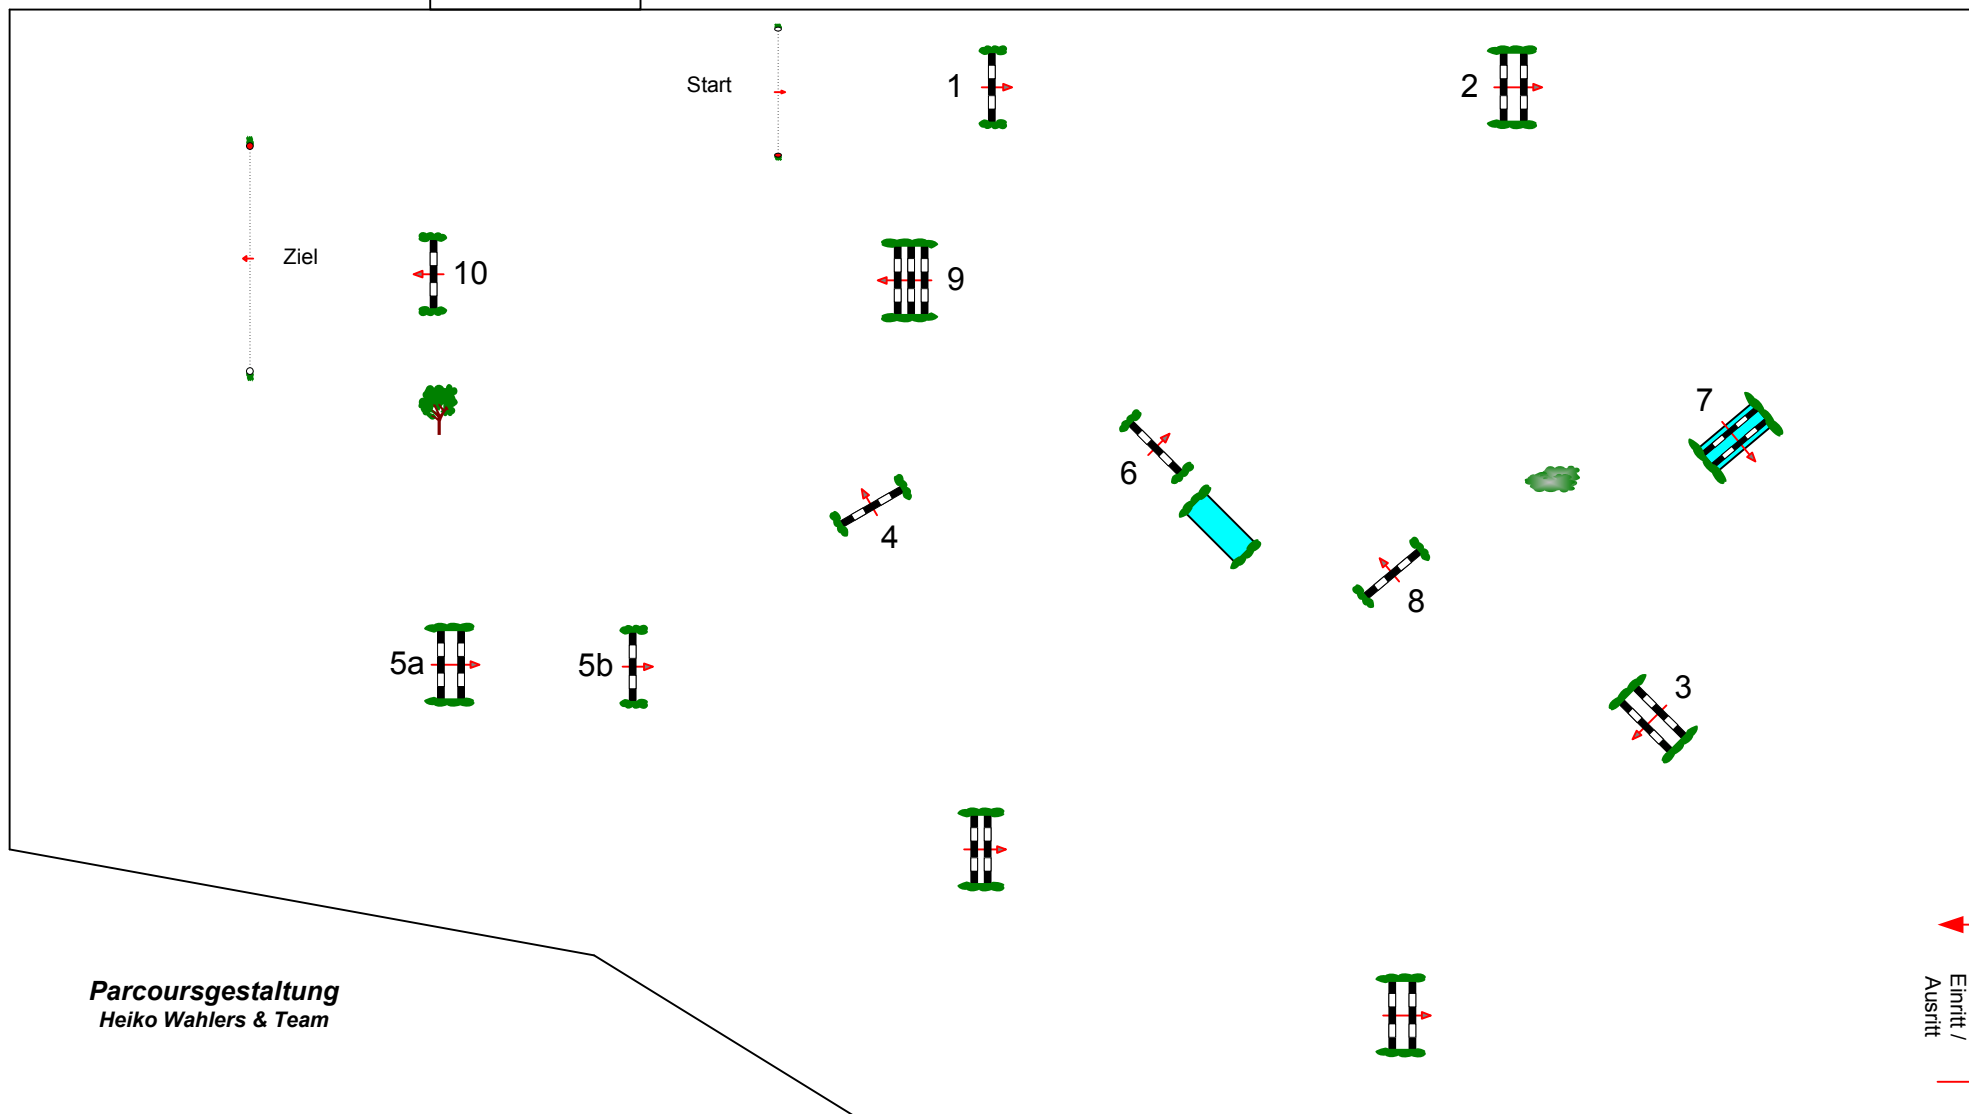 Start
1
2
Ziel
10
9
7
6
4
8
5a
5b
3
Einritt /
Ausritt
Parcoursgestaltung
Heiko Wahlers & Team